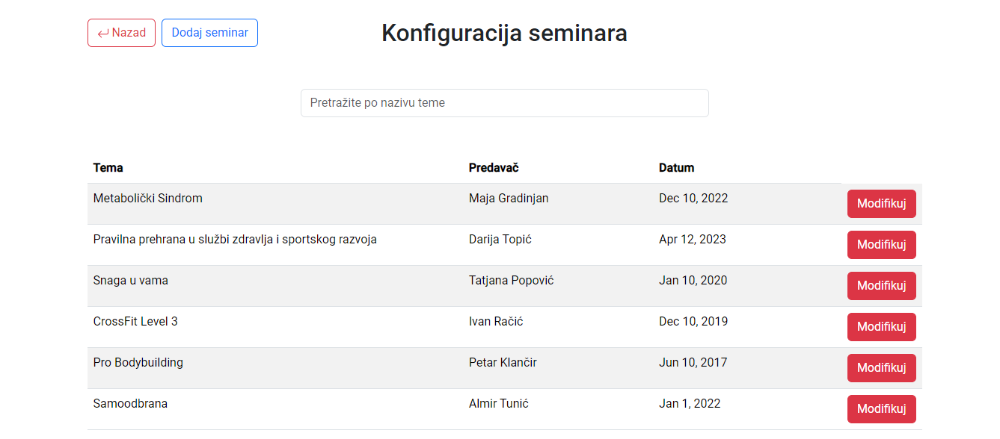 Nazad Dodaj seminar Konfiguracija seminara
Pretražite po nazivu teme
Tema Predavač Datum
Metabolički Sindrom Maja Gradinjan Dec 10, 2022 Modifikuj
Pravilna prehrana u službi zdravlja i sportskog razvoja Darija Topić Apr 12, 2023 Modifikuj
Snaga u vama Tatjana Popović Jan 10, 2020 Modifikuj
CrossFit Level 3 Ivan Račić Dec 10, 2019 Modifikuj
Pro Bodybuilding Petar Klančir Jun 10, 2017 Modifikuj
Samoodbrana Almir Tunić Jan 1, 2022 Modifikuj